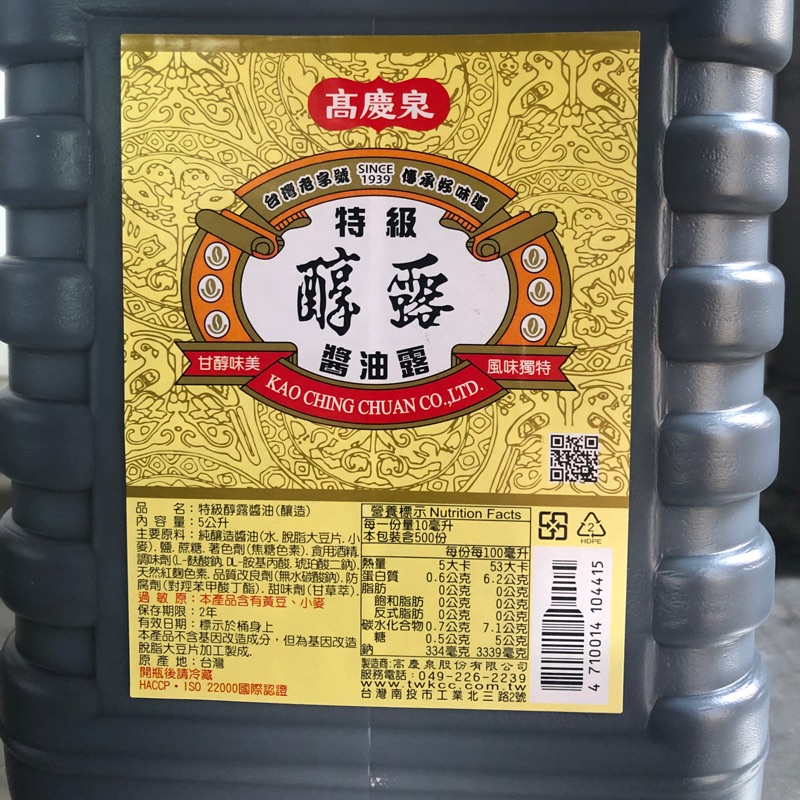 髙慶泉
台灣老字號 SINCE 1939 傳承好味道
特級
醇露
醬油露
甘醇味美
風味獨特
KAO CHING CHUAN CO.,LTD.
品 名：特級醇露醬油(釀造)
內容量：5公升
主要原料：純釀造醬油(水、脫脂大豆片、小
麥)、鹽、蔗糖、著色劑(焦糖色素)、食用酒精、
調味劑(L-麩酸鈉、DL-胺基丙酸、琥珀酸二鈉)、
天然紅麴色素、品質改良劑(無水碳酸鈉)、防
腐劑(對羥苯甲酸丁酯)、甜味劑(甘草萃)
過敏原：本產品含有黃豆、小麥
保存期限：2年
有效日期：標示於桶身上
本產品不含基因改造成分，但為基因改造
脫脂大豆片加工製成.
原產地：台灣
開瓶後請冷藏
HACCP·ISO 22000國際認證
營養標示 Nutrition Facts
每一份量10毫升
本包裝含500份
每份 每100毫升
熱量 5大卡 53大卡
蛋白質 0.6公克 6.2公克
脂肪 0公克 0公克
飽和脂肪 0公克 0公克
反式脂肪 0公克 0公克
碳水化合物 0.7公克 7.1公克
糖 0.5公克 5公克
鈉 334毫克 3339毫克
製造商：高慶泉股份有限公司
服務電話：049-226-2239
www.twkcc.com.tw
台灣南投市工業北三路2號
2
HDPE
4 710014 104415